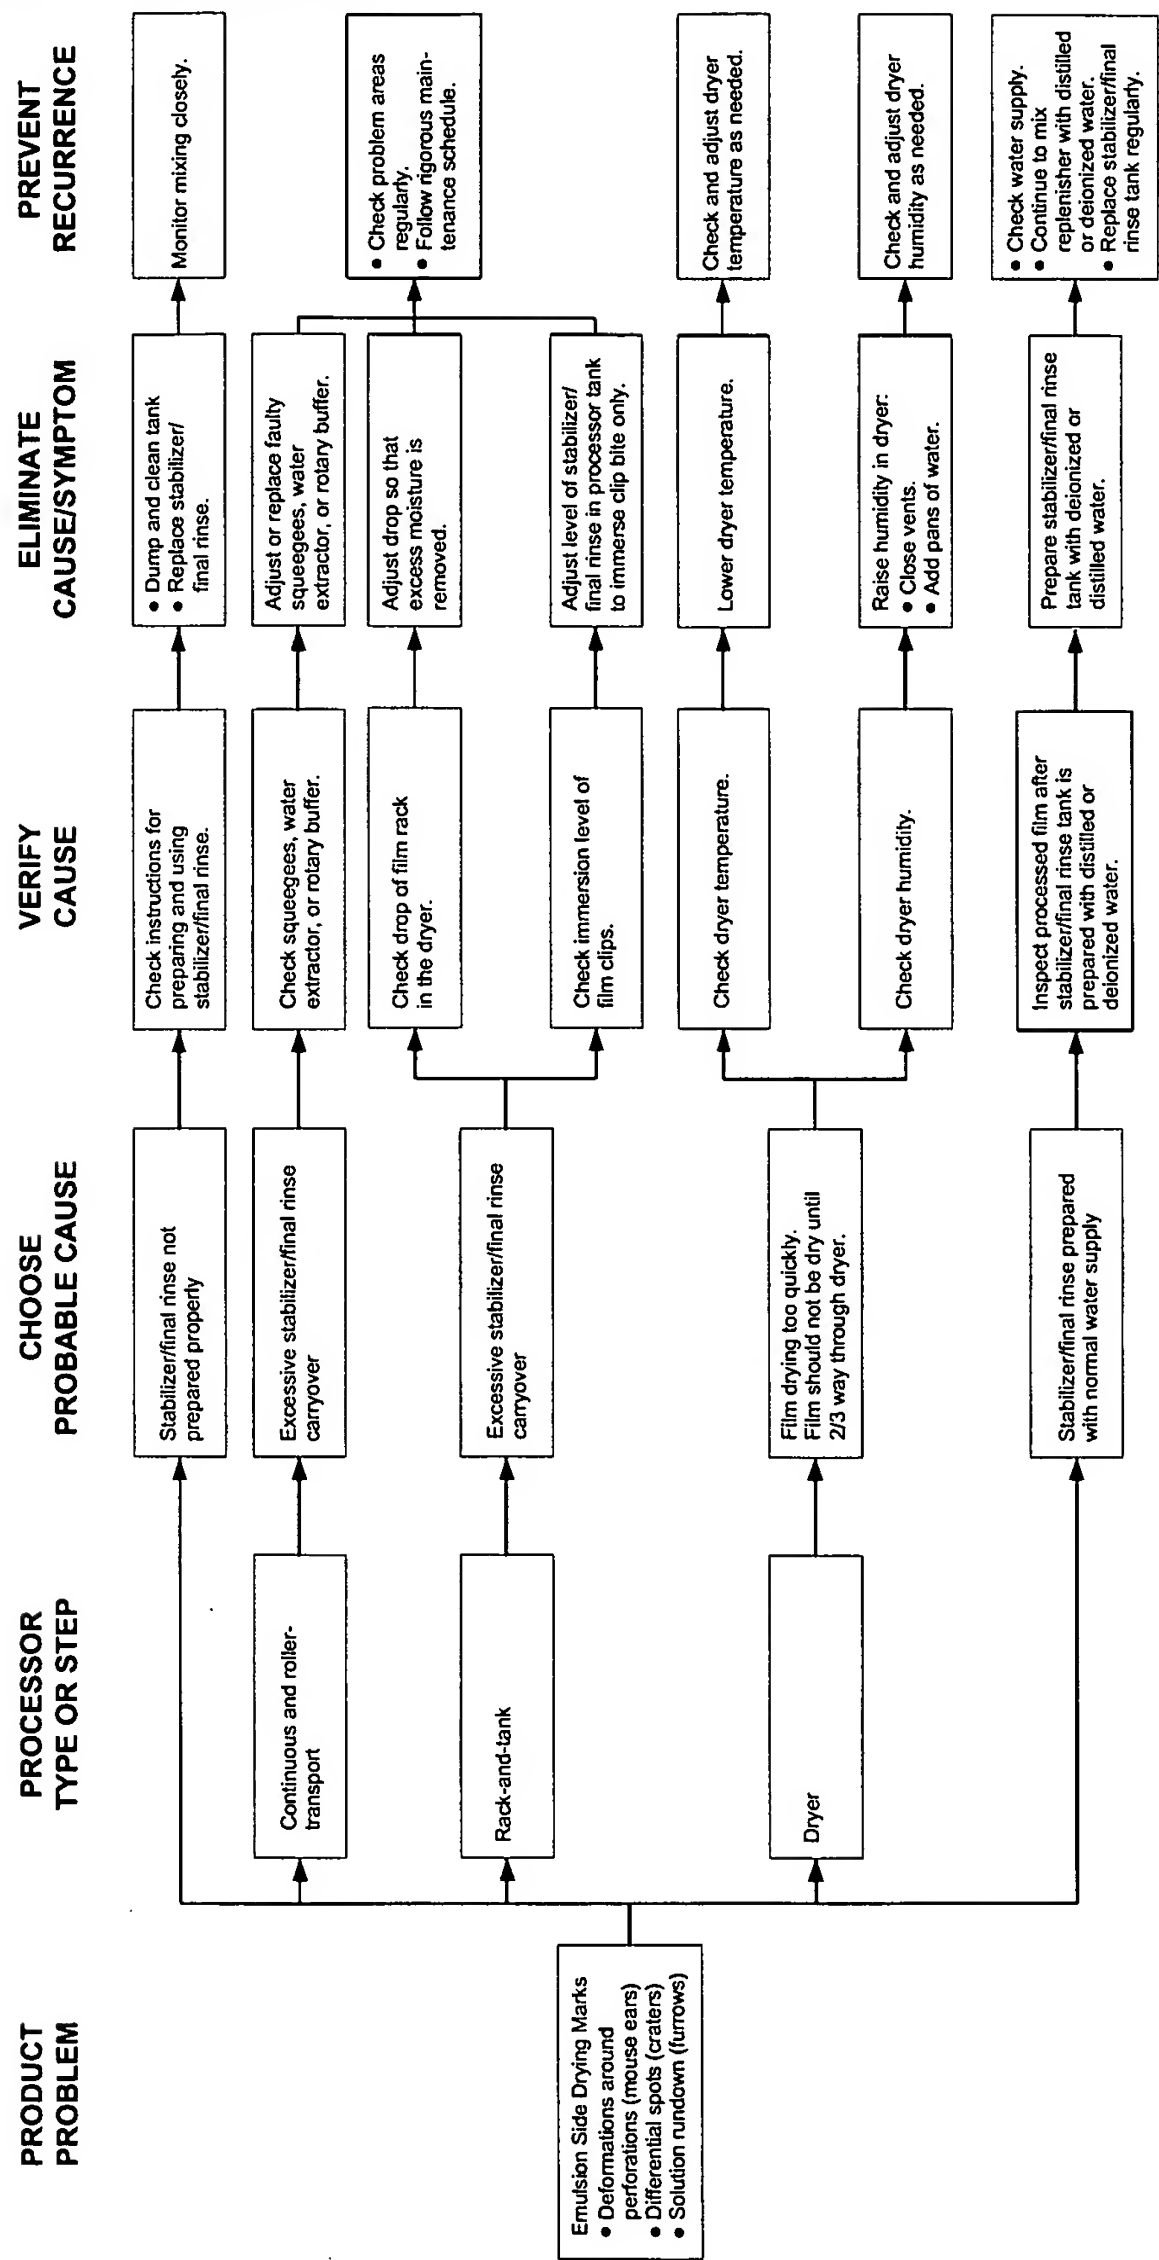 PRODUCT
PROBLEM
PROCESSOR
TYPE OR STEP
CHOOSE
PROBABLE CAUSE
VERIFY
CAUSE
ELIMINATE
CAUSE/SYMPTOM
PREVENT
RECURRENCE
Emulsion Side Drying Marks
● Deformations around
perforations (mouse ears)
● Differential spots (craters)
● Solution rundown (furrows)
Stabilizer/final rinse not
prepared properly
Check instructions for
preparing and using
stabilizer/final rinse.
● Dump and clean tank
● Replace stabilizer/
final rinse.
Monitor mixing closely.
Continuous and roller-
transport
Excessive stabilizer/final rinse
carryover
Check squeegees, water
extractor, or rotary buffer.
Adjust or replace faulty
squeegees, water
extractor, or rotary buffer.
● Check problem areas
regularly.
● Follow rigorous main-
tenance schedule.
Rack-and-tank
Excessive stabilizer/final rinse
carryover
Check drop of film rack
in the dryer.
Adjust drop so that
excess moisture is
removed.
Check immersion level of
film clips.
Adjust level of stabilizer/
final rinse in processor tank
to immerse clip bite only.
Dryer
Film drying too quickly.
Film should not be dry until
2/3 way through dryer.
Check dryer temperature.
Lower dryer temperature.
Check and adjust dryer
temperature as needed.
Check dryer humidity.
Raise humidity in dryer:
● Close vents.
● Add pans of water.
Check and adjust dryer
humidity as needed.
Stabilizer/final rinse prepared
with normal water supply
Inspect processed film after
stabilizer/final rinse tank is
prepared with distilled or
deionized water.
Prepare stabilizer/final rinse
tank with deionized or
distilled water.
● Check water supply.
● Continue to mix
replenisher with distilled
or deionized water.
● Replace stabilizer/final
rinse tank regularly.